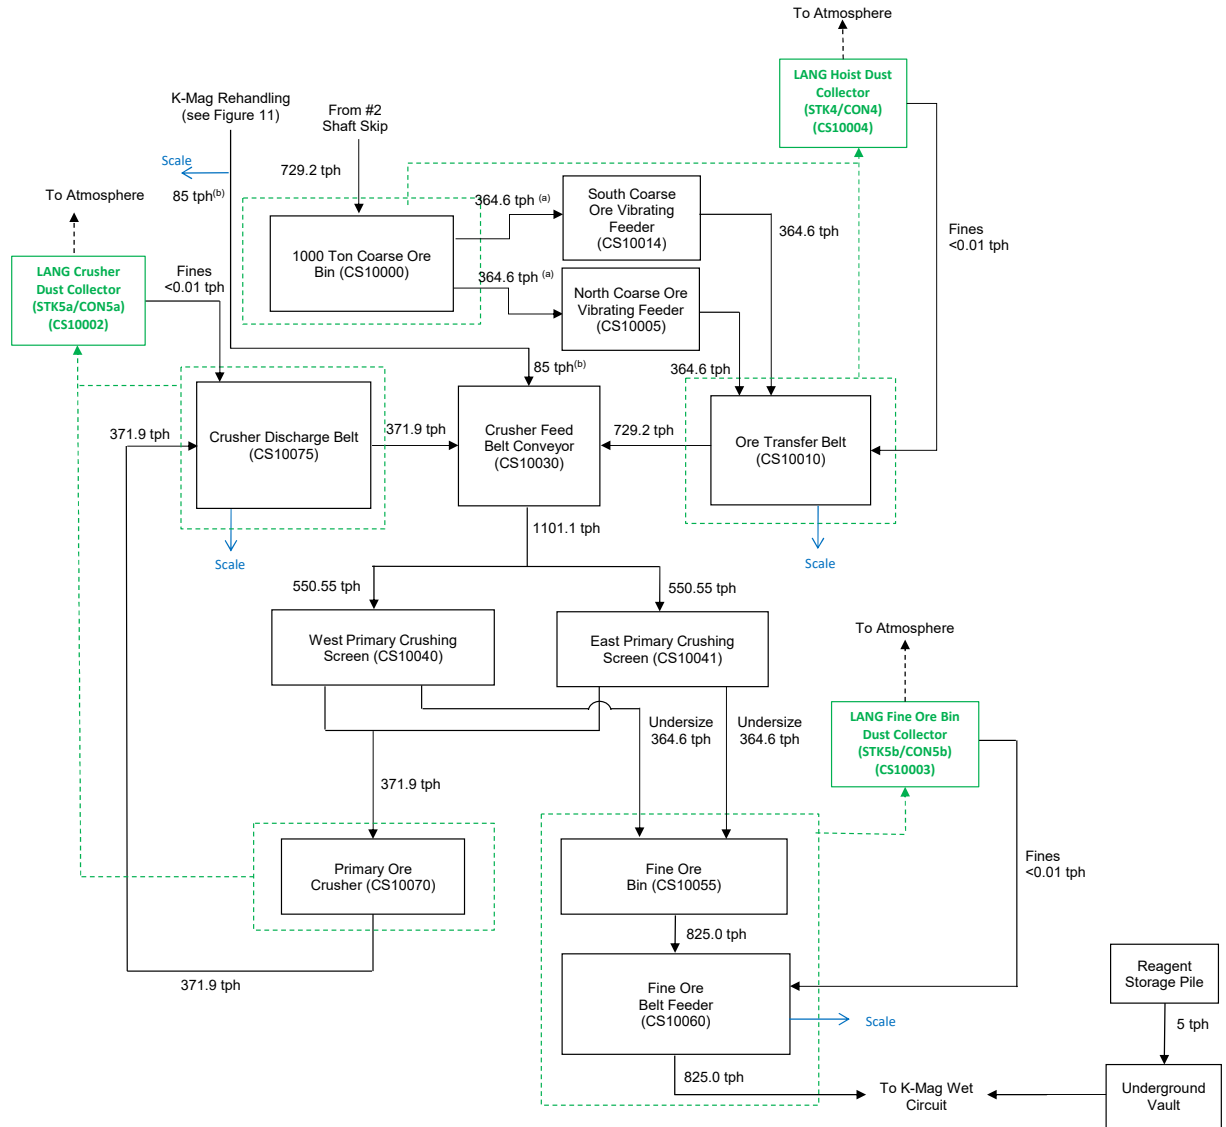 To Atmosphere
LANG Hoist Dust
Collector
(STK4/CON4)
(CS10004)
K-Mag Rehandling
(see Figure 11)
From #2
Shaft Skip
Scale
85 tph(b)
729.2 tph
To Atmosphere
LANG Crusher
Dust Collector
(STK5a/CON5a)
(CS10002)
Fines
<0.01 tph
1000 Ton Coarse Ore
Bin (CS10000)
364.6 tph (a)
364.6 tph (a)
South Coarse
Ore Vibrating
Feeder
(CS10014)
North Coarse Ore
Vibrating Feeder
(CS10005)
364.6 tph
364.6 tph
Fines
<0.01 tph
85 tph(b)
371.9 tph
Crusher Discharge Belt
(CS10075)
371.9 tph
Crusher Feed
Belt Conveyor
(CS10030)
729.2 tph
Ore Transfer Belt
(CS10010)
Scale
1101.1 tph
Scale
550.55 tph
550.55 tph
West Primary Crushing
Screen (CS10040)
East Primary Crushing
Screen (CS10041)
To Atmosphere
LANG Fine Ore Bin
Dust Collector
(STK5b/CON5b)
(CS10003)
Undersize
364.6 tph
Undersize
364.6 tph
371.9 tph
Primary Ore
Crusher (CS10070)
Fine Ore
Bin (CS10055)
Fines
<0.01 tph
825.0 tph
371.9 tph
Fine Ore
Belt Feeder
(CS10060)
Scale
Reagent
Storage Pile
5 tph
825.0 tph
To K-Mag Wet
Circuit
Underground
Vault